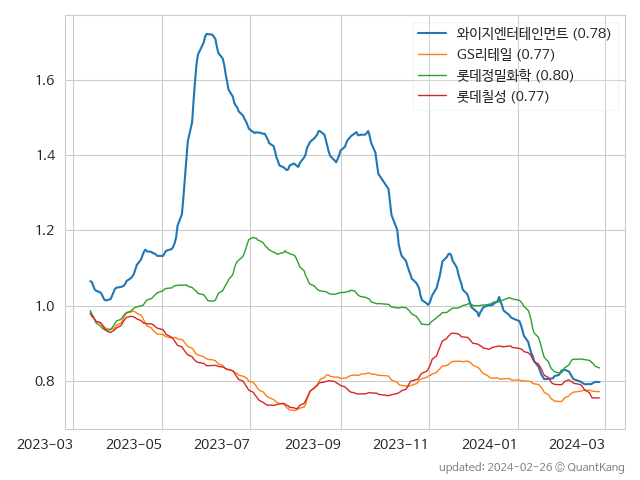 와이지엔터테인먼트 (0.78)
GS리테일 (0.77)
롯데정밀화학 (0.80)
롯데칠성 (0.77)
1.6
1.4
1.2
1.0
0.8
2023-03 2023-05 2023-07 2023-09 2023-11 2024-01 2024-03
updated: 2024-02-26 © QuantKang